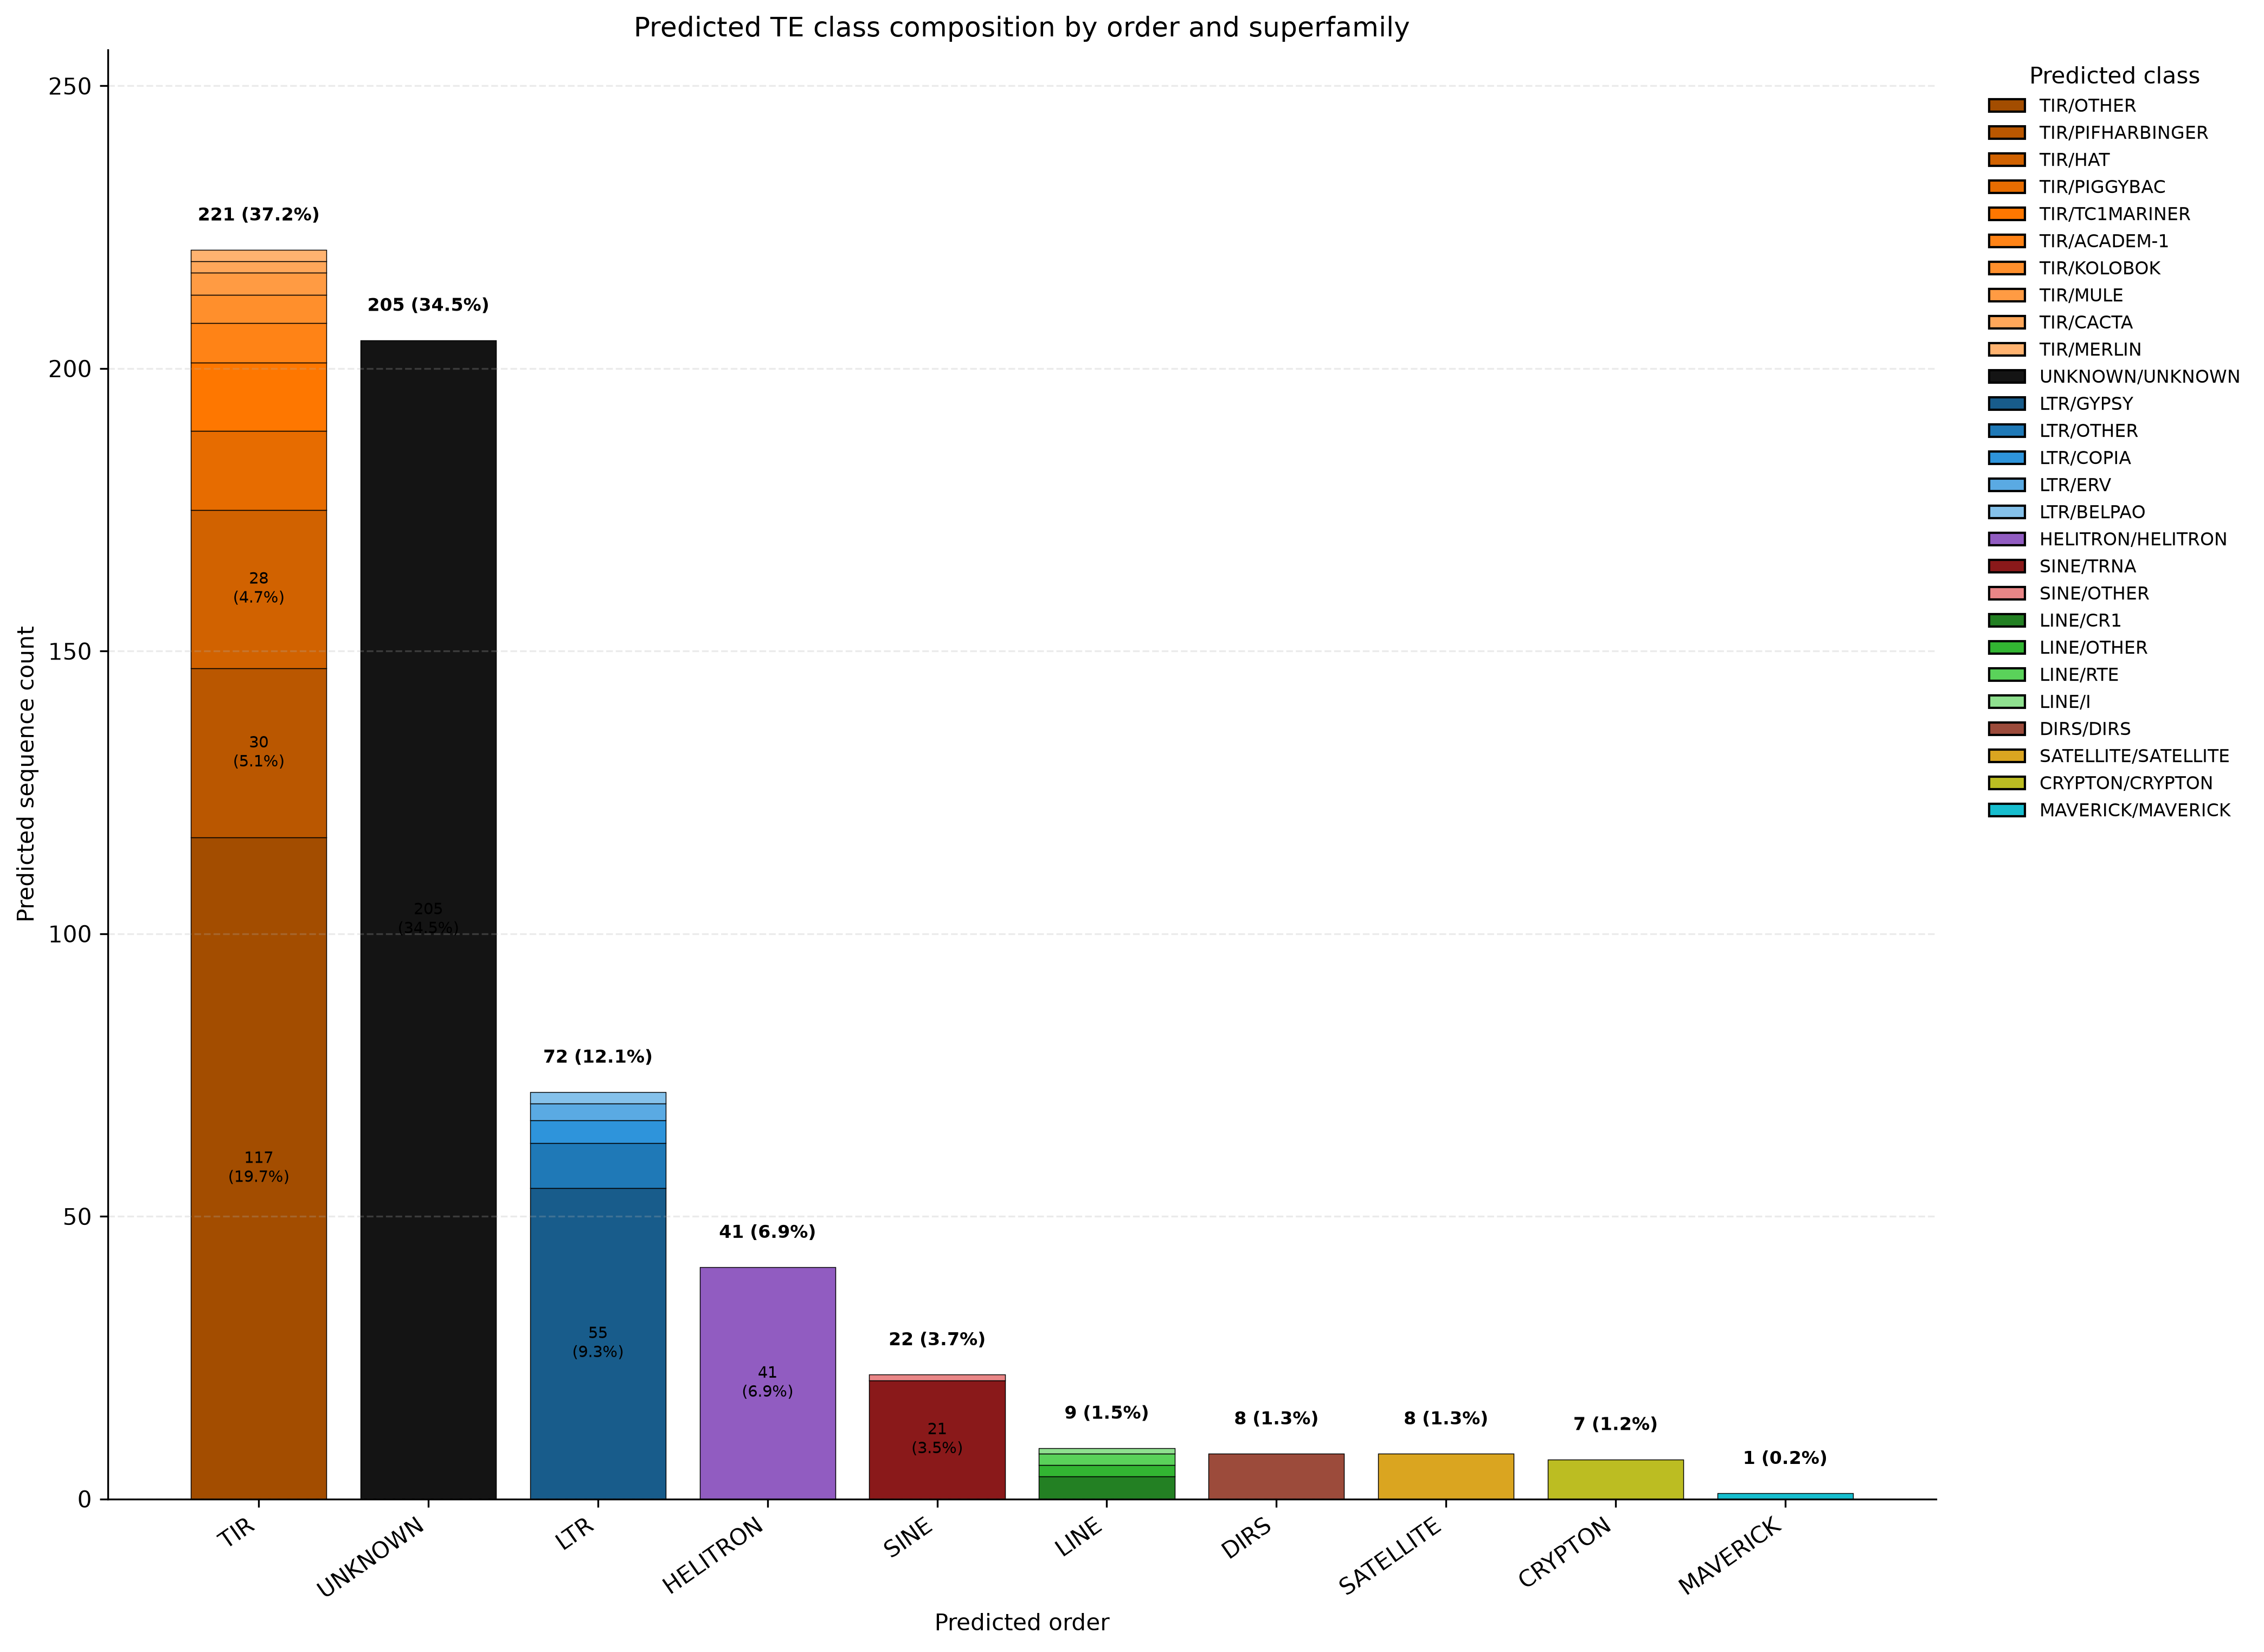 Predicted TE class composition by order and superfamily
Predicted sequence count
250
200
150
100
50
0
221 (37.2%)
28
(4.7%)
30
(5.1%)
117
(19.7%)
205 (34.5%)
205
(34.5%)
72 (12.1%)
55
(9.3%)
41 (6.9%)
41
(6.9%)
22 (3.7%)
21
(3.5%)
9 (1.5%)
8 (1.3%)
8 (1.3%)
7 (1.2%)
1 (0.2%)
TIR
UNKNOWN
LTR
HELITRON
SINE
LINE
DIRS
SATELLITE
CRYPTON
MAVERICK
Predicted order
Predicted class
TIR/OTHER
TIR/PIFHARBINGER
TIR/HAT
TIR/PIGGYBAC
TIR/TC1MARINER
TIR/ACADEM-1
TIR/KOLOBOK
TIR/MULE
TIR/CACTA
TIR/MERLIN
UNKNOWN/UNKNOWN
LTR/GYPSY
LTR/OTHER
LTR/COPIA
LTR/ERV
LTR/BELPAO
HELITRON/HELITRON
SINE/TRNA
SINE/OTHER
LINE/CR1
LINE/OTHER
LINE/RTE
LINE/I
DIRS/DIRS
SATELLITE/SATELLITE
CRYPTON/CRYPTON
MAVERICK/MAVERICK